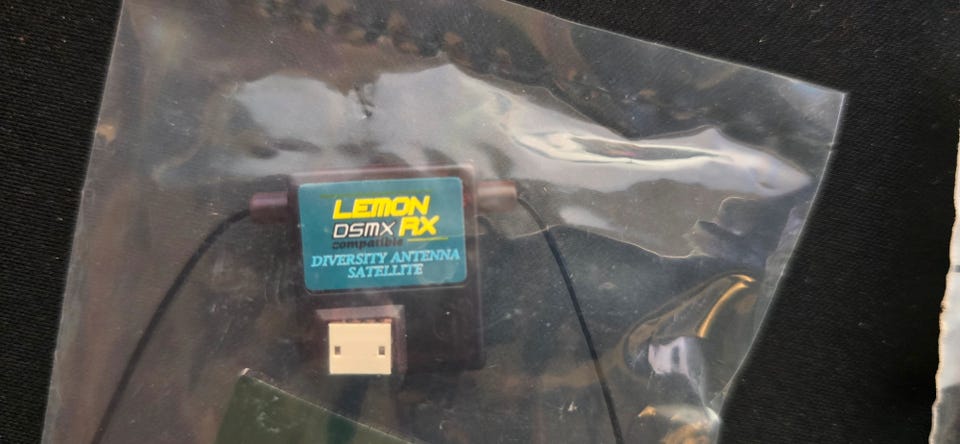 LEMON
DSMX RX
compatible
DIVERSITY ANTENNA
SATELLITE